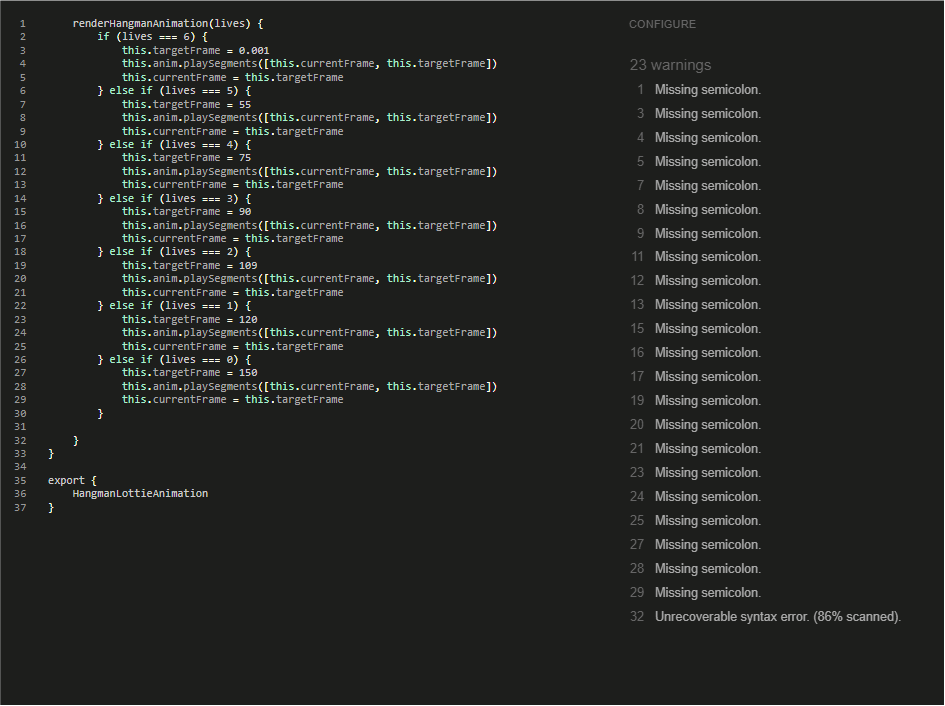 1 renderHangmanAnimation(lives) {
2 if (lives === 6) {
3 this.targetFrame = 0.001
4 this.anim.playSegments([this.currentFrame, this.targetFrame])
5 this.currentFrame = this.targetFrame
6 } else if (lives === 5) {
7 this.targetFrame = 55
8 this.anim.playSegments([this.currentFrame, this.targetFrame])
9 this.currentFrame = this.targetFrame
10 } else if (lives === 4) {
11 this.targetFrame = 75
12 this.anim.playSegments([this.currentFrame, this.targetFrame])
13 this.currentFrame = this.targetFrame
14 } else if (lives === 3) {
15 this.targetFrame = 90
16 this.anim.playSegments([this.currentFrame, this.targetFrame])
17 this.currentFrame = this.targetFrame
18 } else if (lives === 2) {
19 this.targetFrame = 109
20 this.anim.playSegments([this.currentFrame, this.targetFrame])
21 this.currentFrame = this.targetFrame
22 } else if (lives === 1) {
23 this.targetFrame = 120
24 this.anim.playSegments([this.currentFrame, this.targetFrame])
25 this.currentFrame = this.targetFrame
26 } else if (lives === 0) {
27 this.targetFrame = 150
28 this.anim.playSegments([this.currentFrame, this.targetFrame])
29 this.currentFrame = this.targetFrame
30 }
31
32 }
33 }
34
35 export {
36 HangmanLottieAnimation
37 }
CONFIGURE
23 warnings
1 Missing semicolon.
3 Missing semicolon.
4 Missing semicolon.
5 Missing semicolon.
7 Missing semicolon.
8 Missing semicolon.
9 Missing semicolon.
11 Missing semicolon.
12 Missing semicolon.
13 Missing semicolon.
15 Missing semicolon.
16 Missing semicolon.
17 Missing semicolon.
19 Missing semicolon.
20 Missing semicolon.
21 Missing semicolon.
23 Missing semicolon.
24 Missing semicolon.
25 Missing semicolon.
27 Missing semicolon.
28 Missing semicolon.
29 Missing semicolon.
32 Unrecoverable syntax error. (86% scanned).